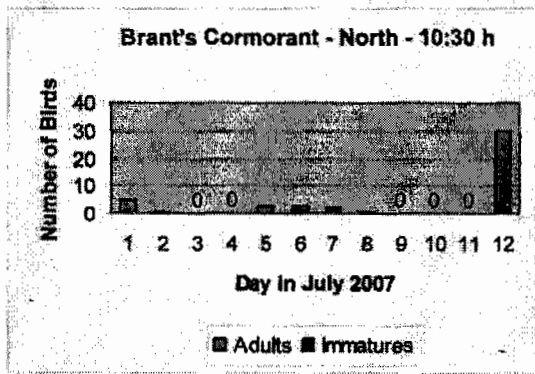 Brant's Cormorant - North - 10:30 h
Number of Birds
40
30
20
10
0
0 0 0 0 0
1 2 3 4 5 6 7 8 9 10 11 12
Day in July 2007
Adults Immatures